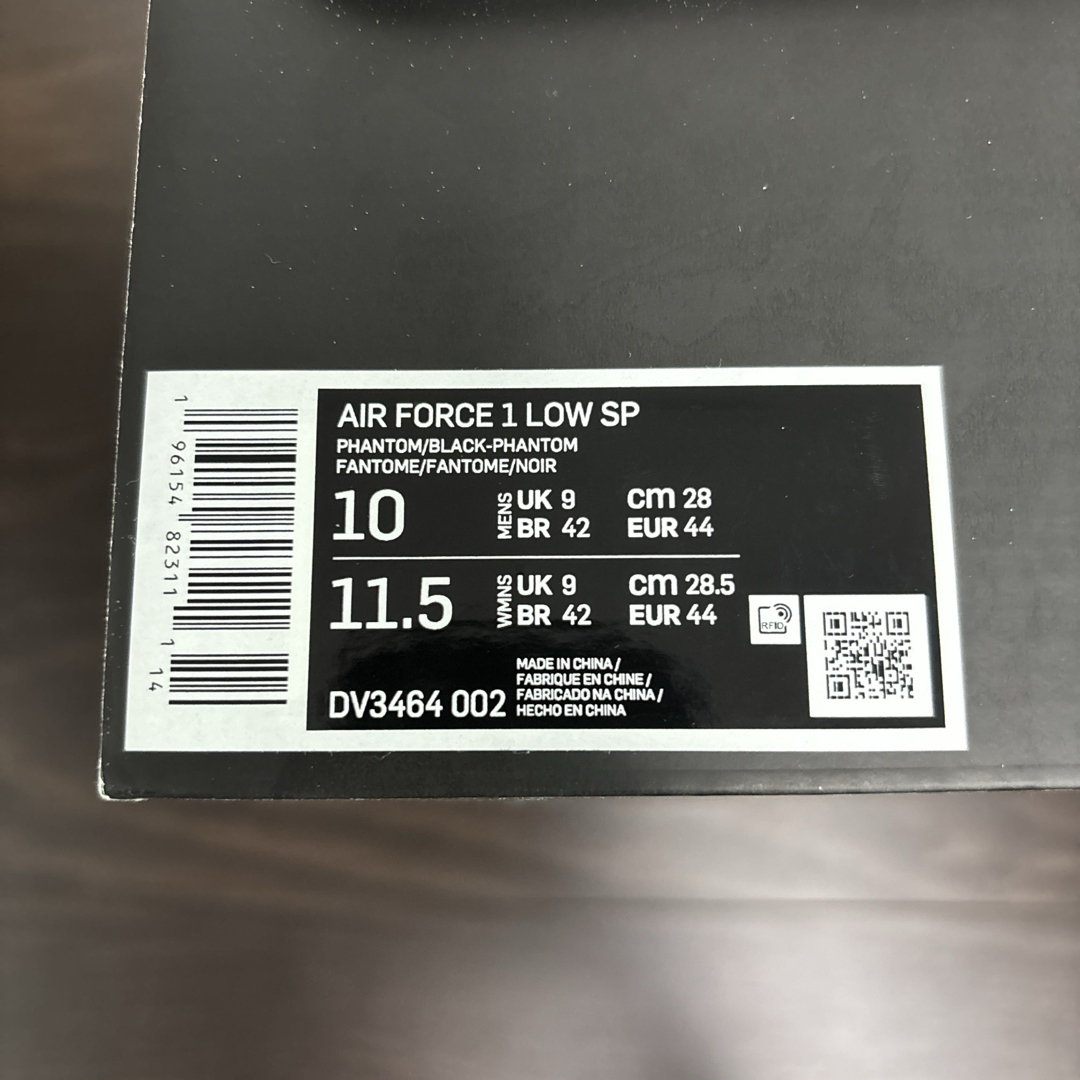 AIR FORCE 1 LOW SP
PHANTOM/BLACK-PHANTOM
FANTOME/FANTOME/NOIR
10 MENS UK 9 cm 28
BR 42 EUR 44
11.5 WMNS UK 9 cm 28.5
BR 42 EUR 44
RFID
DV3464 002
MADE IN CHINA /
FABRIQUE EN CHINE /
FABRICADO NA CHINA /
HECHO EN CHINA
1 96154 82311 1 14